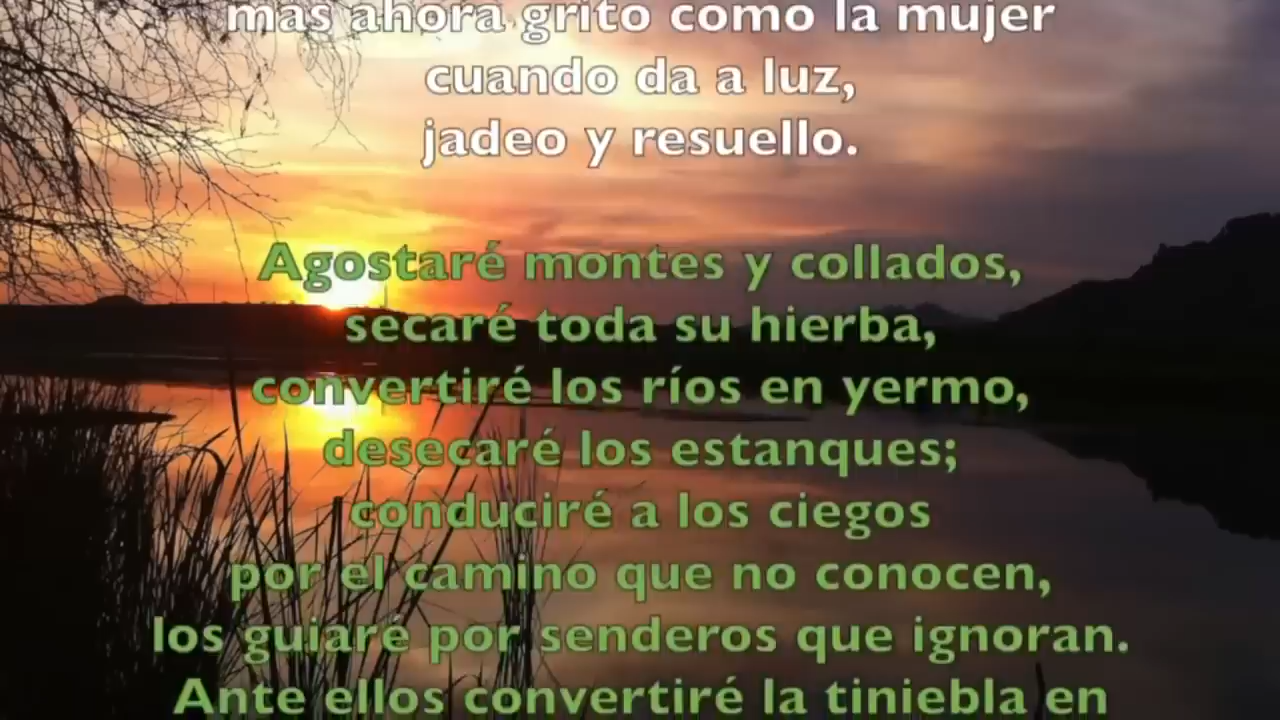 mas ahora grito como la mujer
cuando da a luz,
jadeo y resuello.
Agostaré montes y collados,
secaré toda su hierba,
convertiré los ríos en yermo,
desecaré los estanques;
conduciré a los ciegos
por el camino que no conocen,
los guiaré por senderos que ignoran.
Ante ellos convertiré la tiniebla en